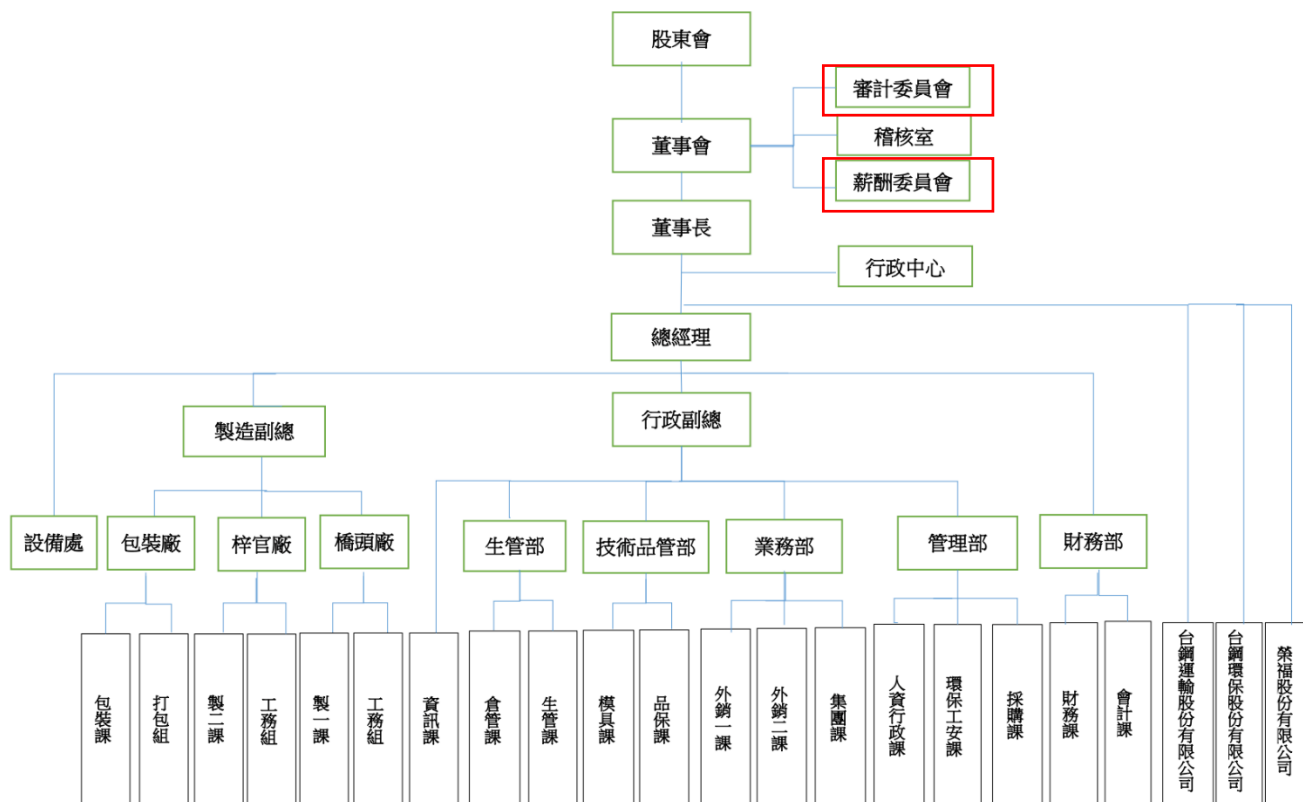 股東會
審計委員會
董事會
稽核室
薪酬委員會
董事長
行政中心
總經理
製造副總
行政副總
設備處
包裝廠
梓官廠
橋頭廠
生管部
技術品管部
業務部
管理部
財務部
包裝課
打包組
製二課
工務組
製一課
工務組
資訊課
倉管課
生管課
模具課
品保課
外銷一課
外銷二課
集團課
人資行政課
環保工安課
採購課
財務課
會計課
台鋼運輸股份有限公司
台鋼環保股份有限公司
榮福股份有限公司